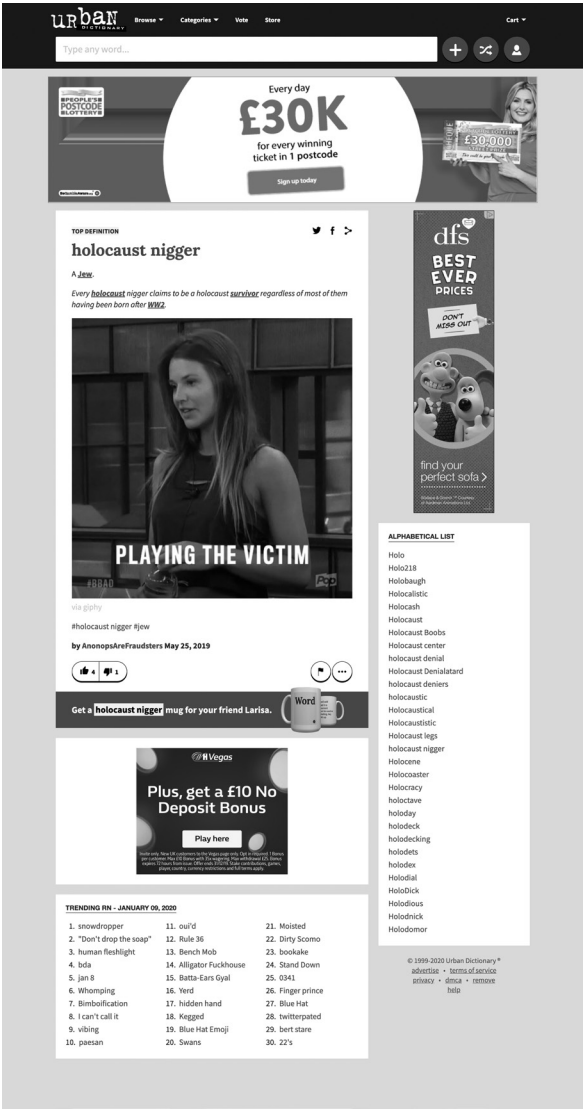 URBAN
DICTIONARY
Browse
Categories
Vote
Store
Cart
Type any word...
PEOPLE'S
POSTCODE
LOTTERY
Every day
£30K
for every winning
ticket in 1 postcode
Sign up today
£30,000
TOP DEFINITION
holocaust nigger
A Jew.
Every holocaust nigger claims to be a holocaust survivor regardless of most of them
having been born after WW2.
PLAYING THE VICTIM
#BBAD
Pop
via giphy
#holocaust nigger #jew
by AnonopsAreFraudsters May 25, 2019
4 1
Get a holocaust nigger mug for your friend Larisa.
Word
Vegas
Plus, get a £10 No
Deposit Bonus
Play here
TRENDING RN - JANUARY 09, 2020
1. snowdropper
2. "Don't drop the soap"
3. human fleshlight
4. bda
5. jan 8
6. Whomping
7. Bimboification
8. I can't call it
9. vibing
10. paesan
11. oui'd
12. Rule 36
13. Bench Mob
14. Alligator Fuckhouse
15. Batta-Ears Gyal
16. Yerd
17. hidden hand
18. Kegged
19. Blue Hat Emoji
20. Swans
21. Moisted
22. Dirty Scomo
23. bookake
24. Stand Down
25. 0341
26. Finger prince
27. Blue Hat
28. twitterpated
29. bert stare
30. 22's
dfs
BEST
EVER
PRICES
DON'T
MISS OUT
find your
perfect sofa >
ALPHABETICAL LIST
Holo
Holo218
Holobaugh
Holocalistic
Holocash
Holocaust
Holocaust Boobs
Holocaust center
holocaust denial
Holocaust Denialatard
holocaust deniers
holocaustic
Holocaustical
Holocaustistic
Holocaust legs
holocaust nigger
Holocene
Holocoaster
Holocracy
holoctave
holoday
holodeck
holodecking
holodets
holodex
Holodial
HoloDick
Holodious
Holodnick
Holodomor
© 1999-2020 Urban Dictionary ®
advertise • terms of service
privacy • dmca • remove
help